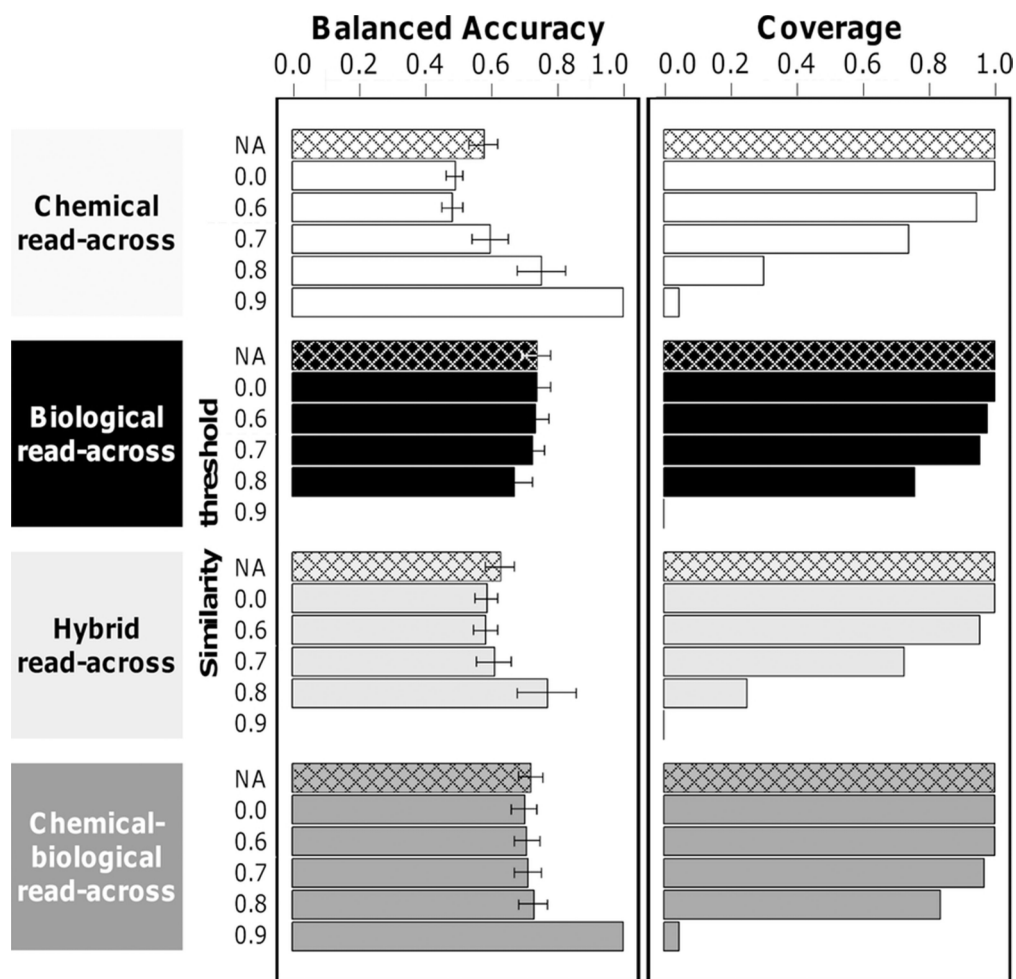 Balanced Accuracy
Coverage
0.0 0.2 0.4 0.6 0.8 1.0
0.0 0.2 0.4 0.6 0.8 1.0
Similarity threshold
Chemical
read-across
NA
0.0
0.6
0.7
0.8
0.9
Biological
read-across
NA
0.0
0.6
0.7
0.8
0.9
Hybrid
read-across
NA
0.0
0.6
0.7
0.8
0.9
Chemical-
biological
read-across
NA
0.0
0.6
0.7
0.8
0.9